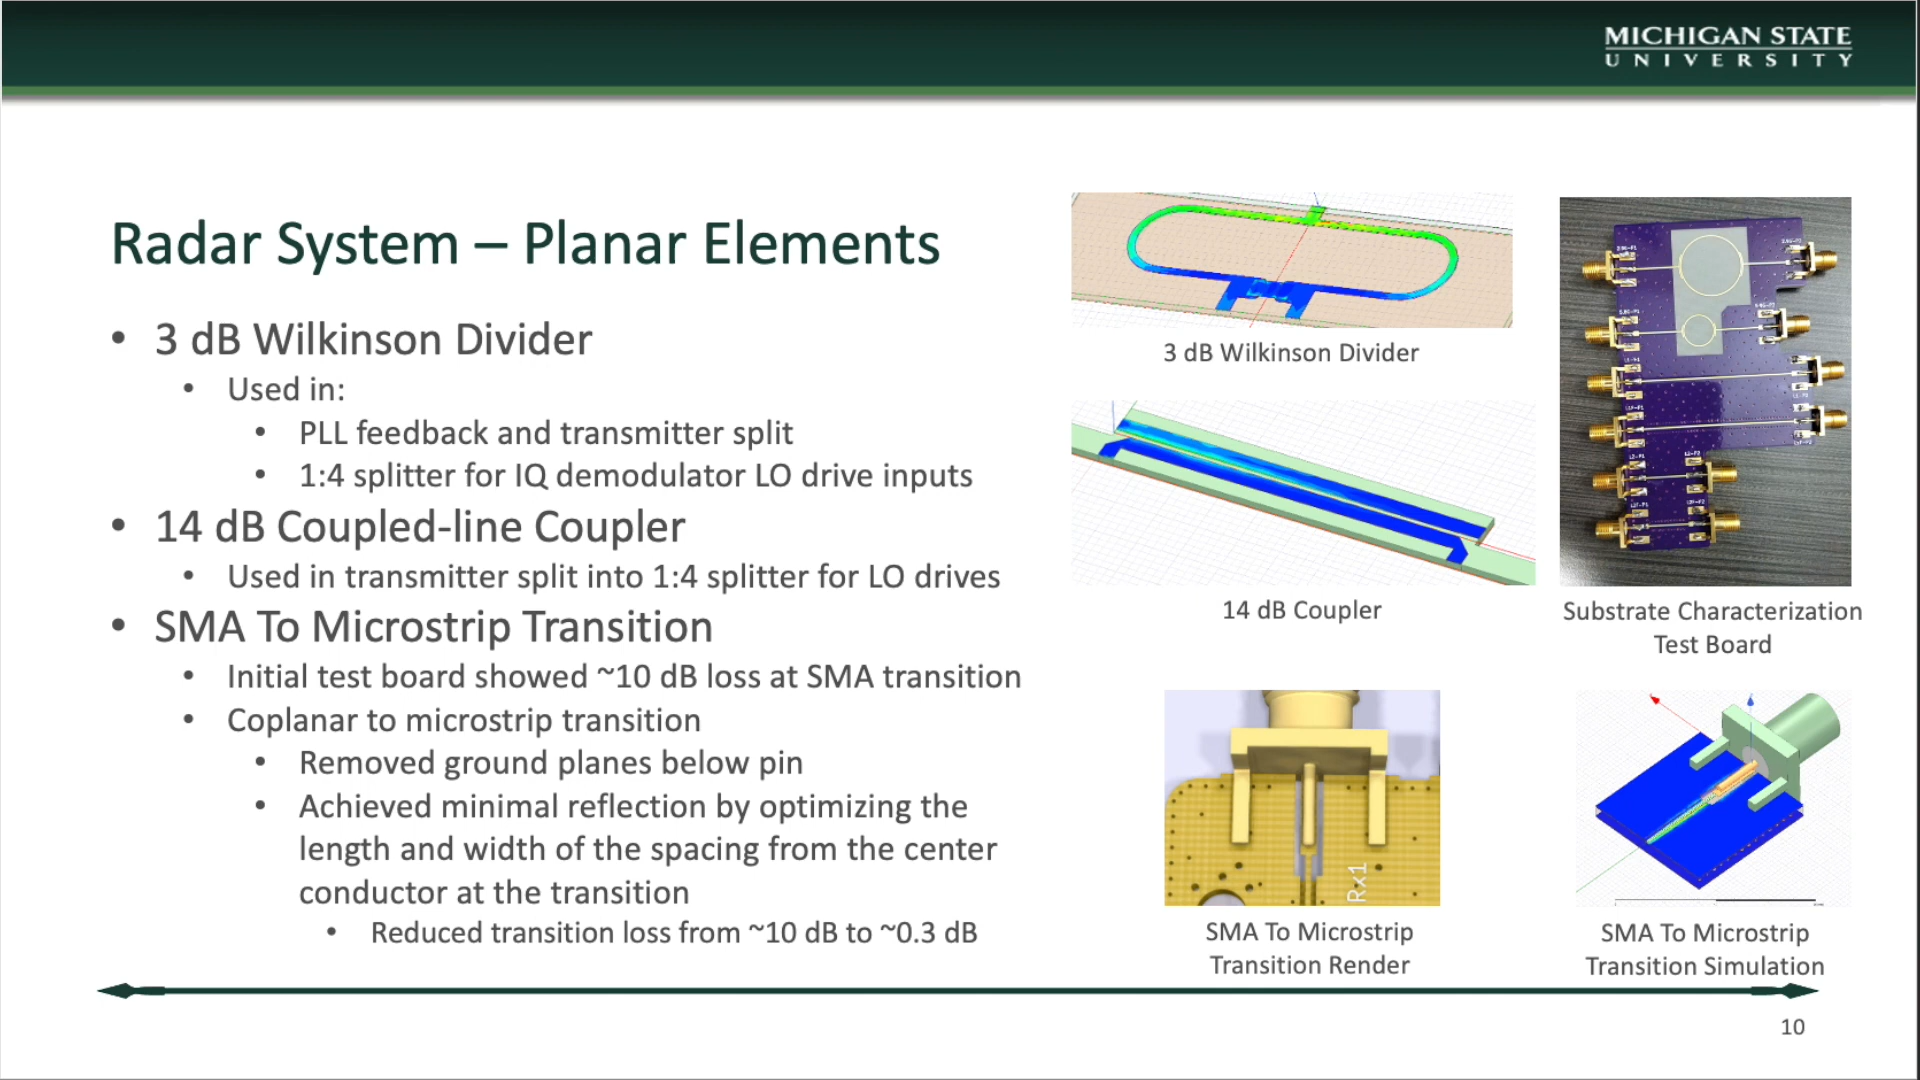 MICHIGAN STATE
UNIVERSITY
Radar System – Planar Elements
• 3 dB Wilkinson Divider
• Used in:
• PLL feedback and transmitter split
• 1:4 splitter for IQ demodulator LO drive inputs
• 14 dB Coupled-line Coupler
• Used in transmitter split into 1:4 splitter for LO drives
• SMA To Microstrip Transition
• Initial test board showed ~10 dB loss at SMA transition
• Coplanar to microstrip transition
• Removed ground planes below pin
• Achieved minimal reflection by optimizing the
length and width of the spacing from the center
conductor at the transition
• Reduced transition loss from ~10 dB to ~0.3 dB
3 dB Wilkinson Divider
14 dB Coupler
Substrate Characterization
Test Board
Rx1
SMA To Microstrip
Transition Render
SMA To Microstrip
Transition Simulation
10